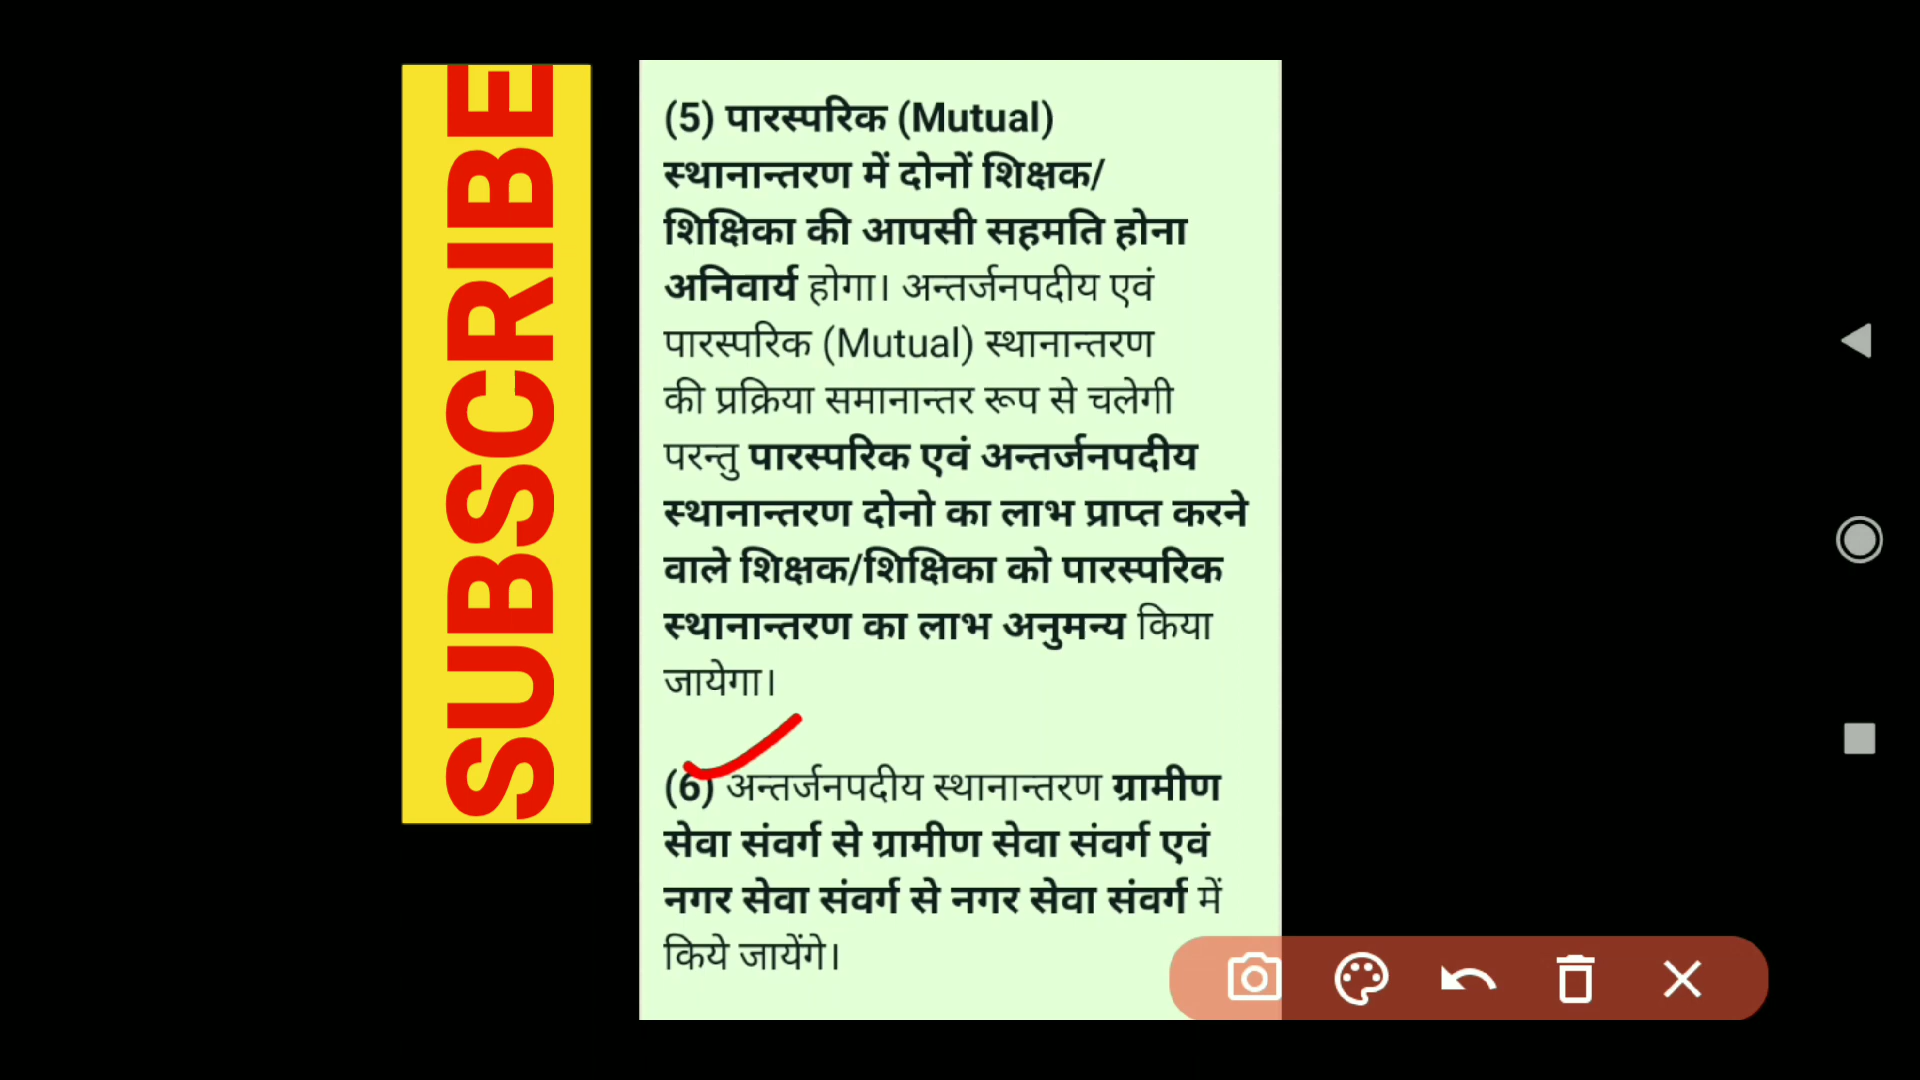 SUBSCRIBE
(5) पारस्परिक (Mutual)
स्थानान्तरण में दोनों शिक्षक/
शिक्षिका की आपसी सहमति होना
अनिवार्य होगा। अन्तर्जनपदीय एवं
पारस्परिक (Mutual) स्थानान्तरण
की प्रक्रिया समानान्तर रूप से चलेगी
परन्तु पारस्परिक एवं अन्तर्जनपदीय
स्थानान्तरण दोनो का लाभ प्राप्त करने
वाले शिक्षक/शिक्षिका को पारस्परिक
स्थानान्तरण का लाभ अनुमन्य किया
जायेगा।
(6) अन्तर्जनपदीय स्थानान्तरण ग्रामीण
सेवा संवर्ग से ग्रामीण सेवा संवर्ग एवं
नगर सेवा संवर्ग से नगर सेवा संवर्ग में
किये जायेंगे।